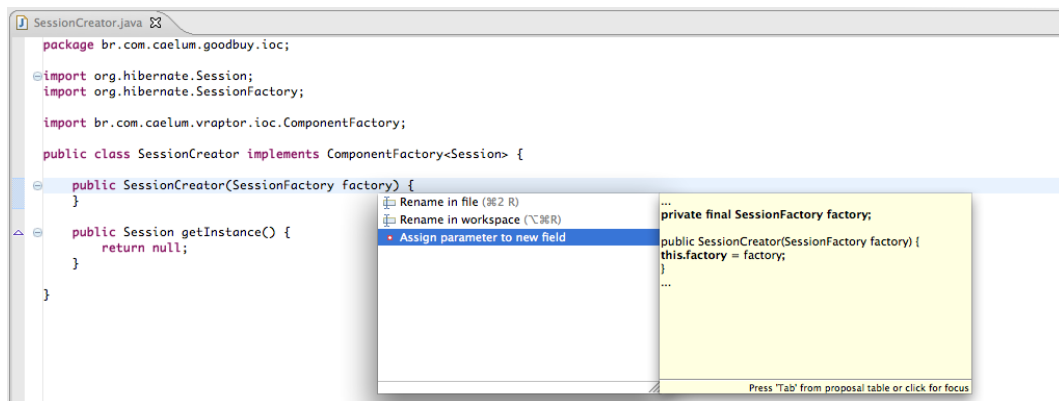 SessionCreator.java
package br.com.caelum.goodbuy.ioc;
import org.hibernate.Session;
import org.hibernate.SessionFactory;
import br.com.caelum.vraptor.ioc.ComponentFactory;
public class SessionCreator implements ComponentFactory<Session> {
public SessionCreator(SessionFactory factory) {
}
public Session getInstance() {
return null;
}
}
Rename in file (⌘2 R)
Rename in workspace (⌥⌘R)
Assign parameter to new field
...
private final SessionFactory factory;
public SessionCreator(SessionFactory factory) {
this.factory = factory;
}
...
Press 'Tab' from proposal table or click for focus